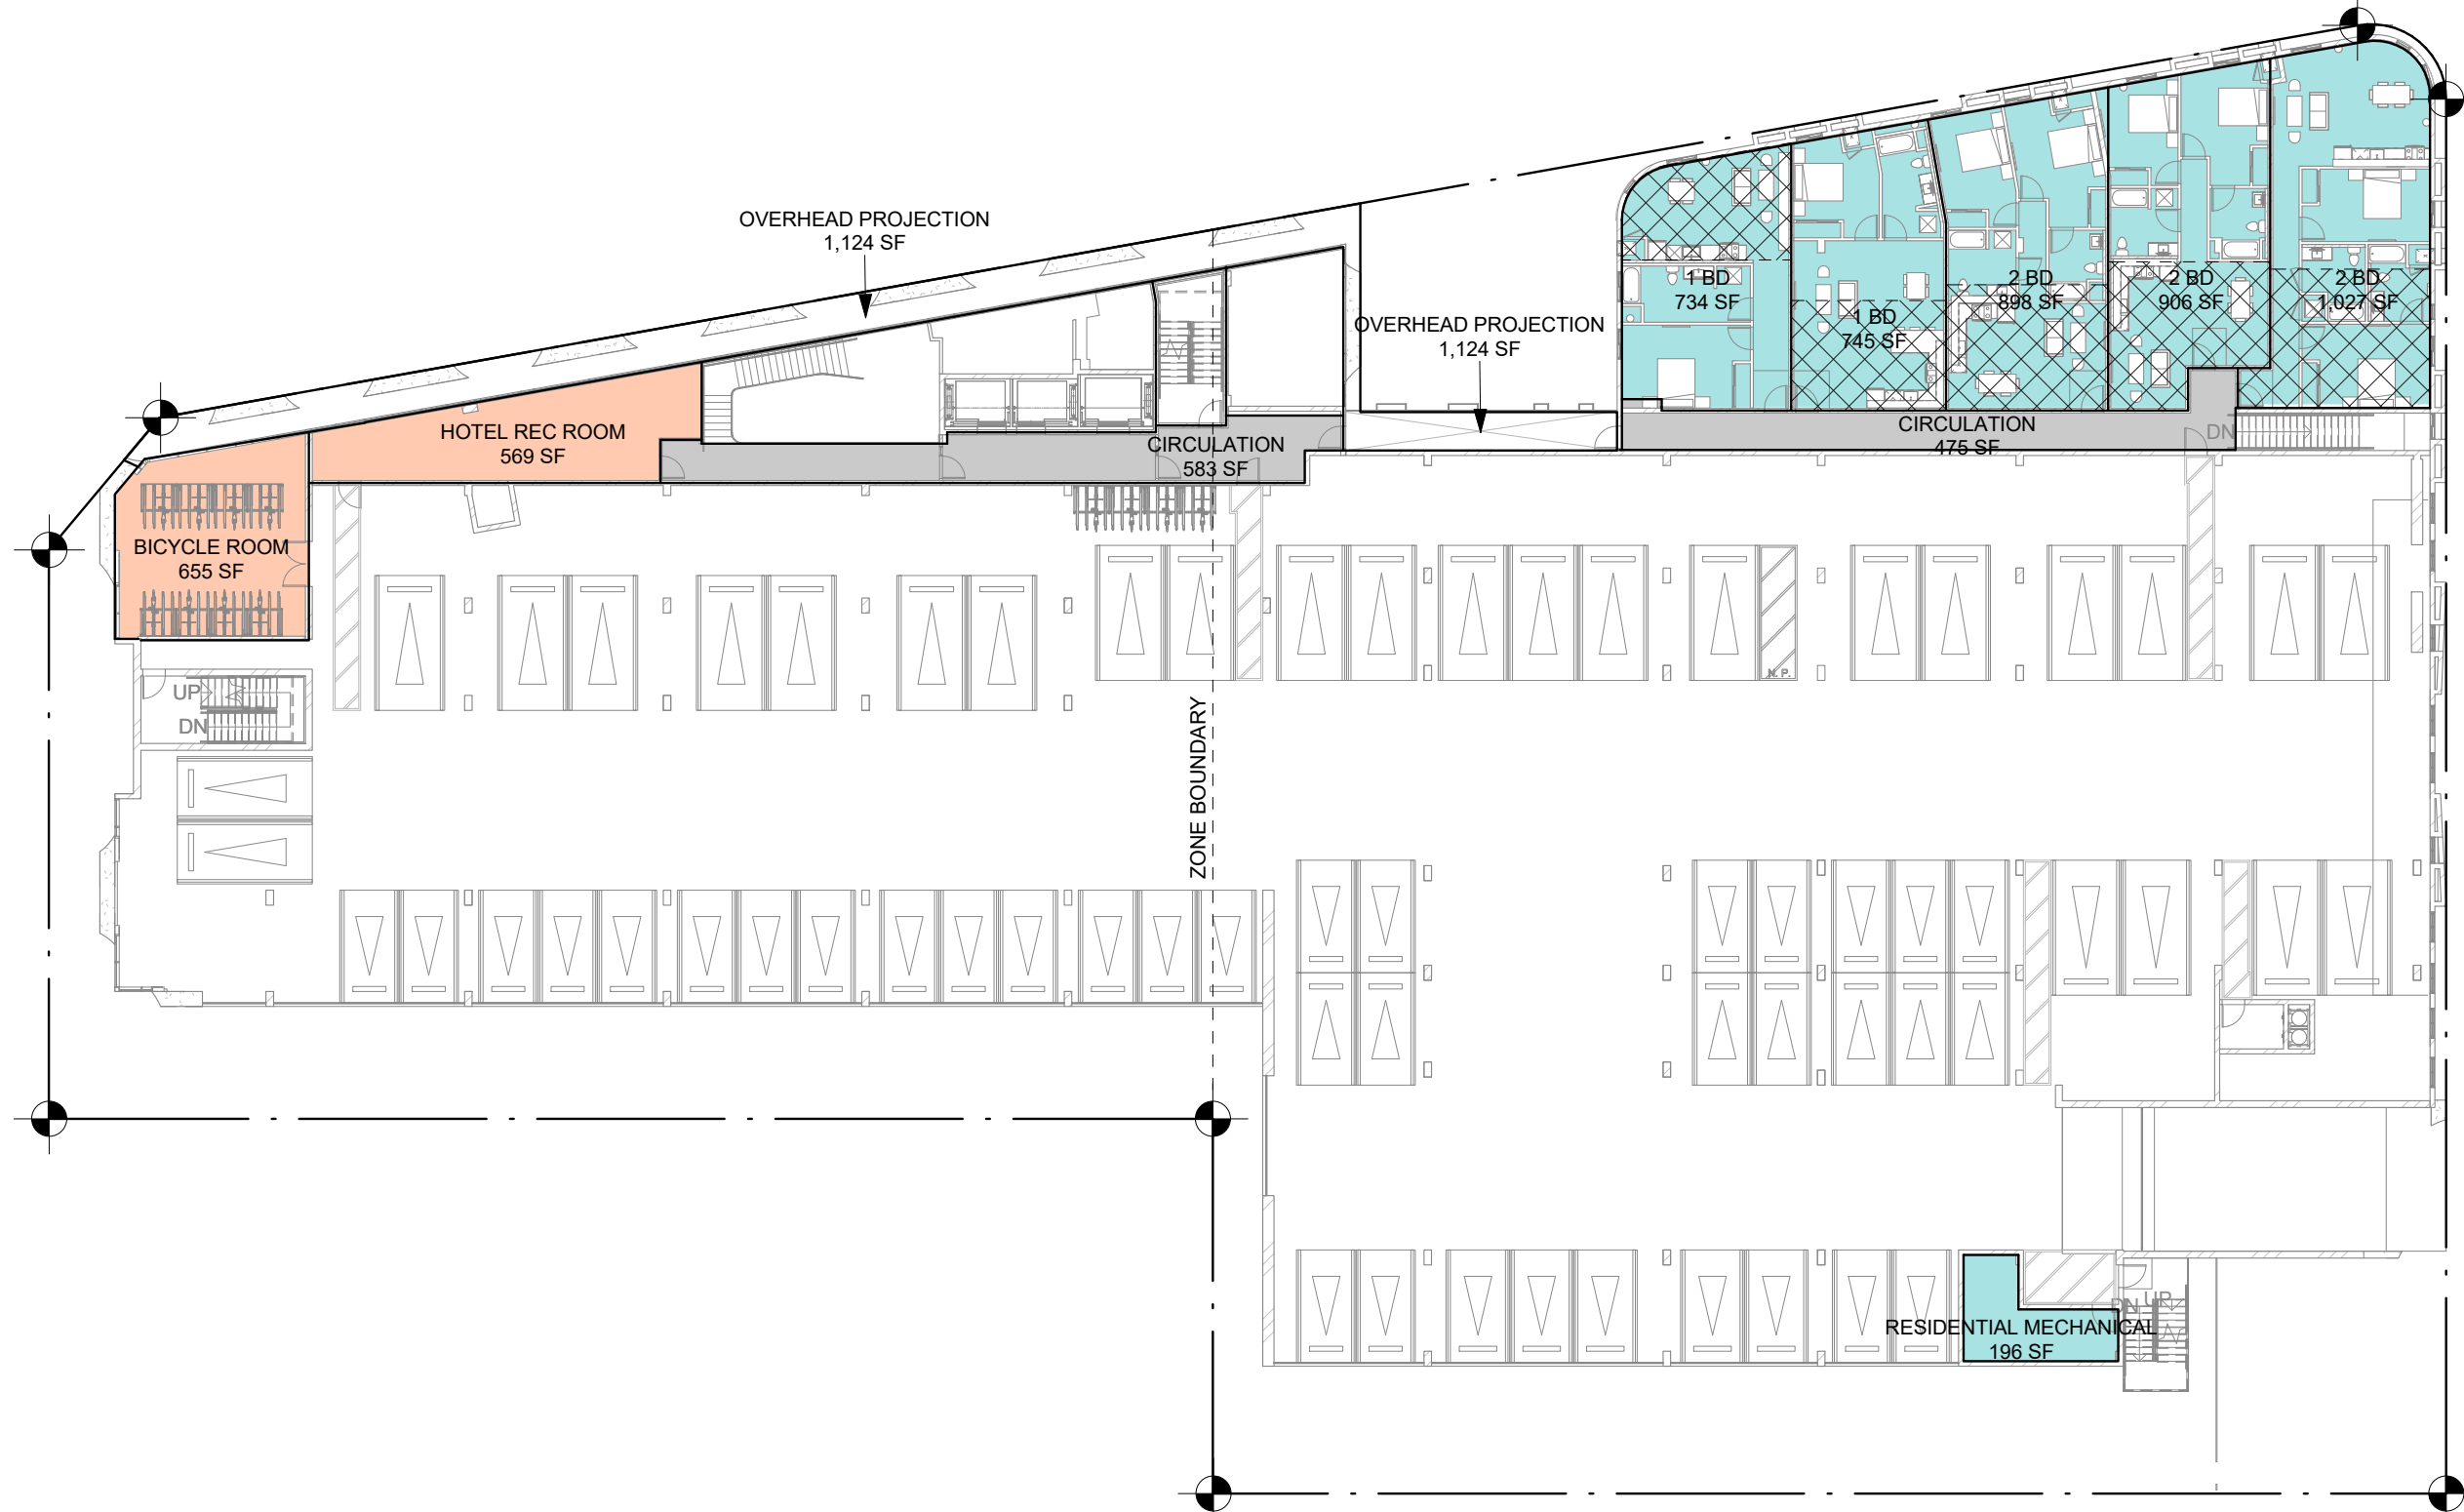 OVERHEAD PROJECTION
1,124 SF
OVERHEAD PROJECTION
1,124 SF
1 BD
734 SF
1 BD
745 SF
2 BD
898 SF
2 BD
906 SF
2 BD
1,027 SF
HOTEL REC ROOM
569 SF
CIRCULATION
583 SF
CIRCULATION
475 SF
DN
BICYCLE ROOM
655 SF
N.P.
UP
DN
ZONE BOUNDARY
DN
UP
RESIDENTIAL MECHANICAL
196 SF